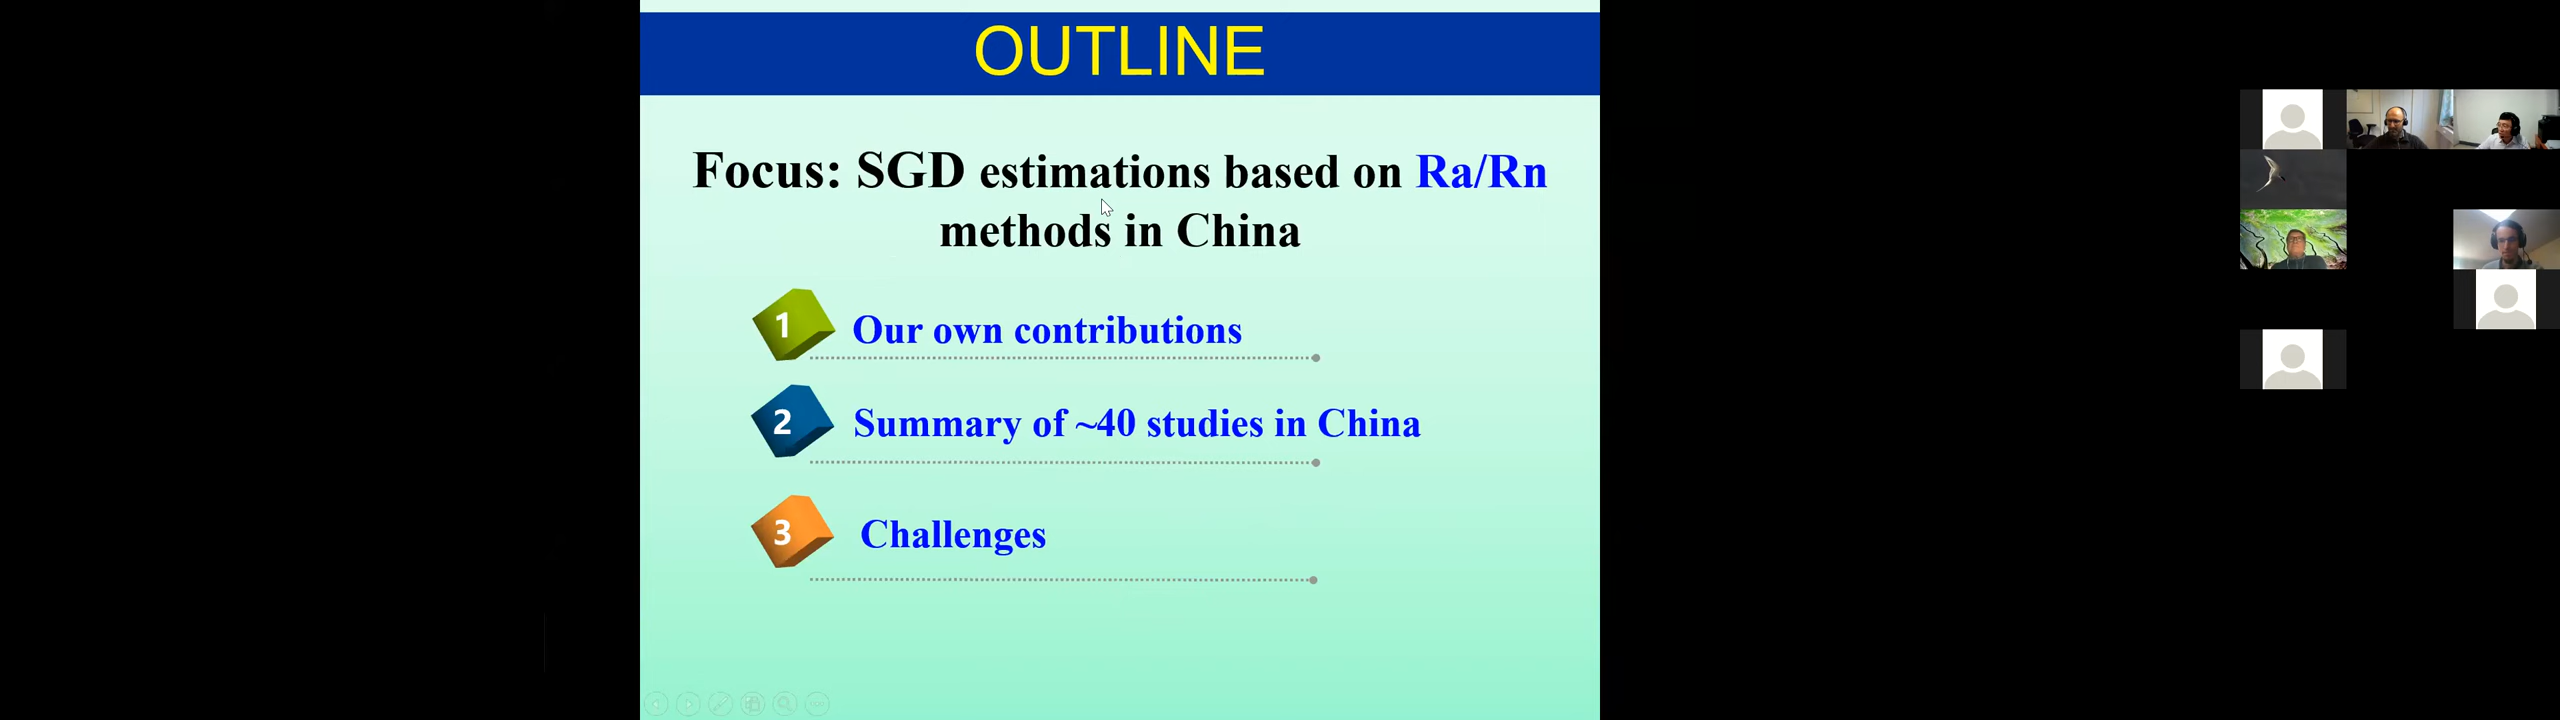 OUTLINE
Focus: SGD estimations based on Ra/Rn
methods in China
1 Our own contributions
2 Summary of ~40 studies in China
3 Challenges